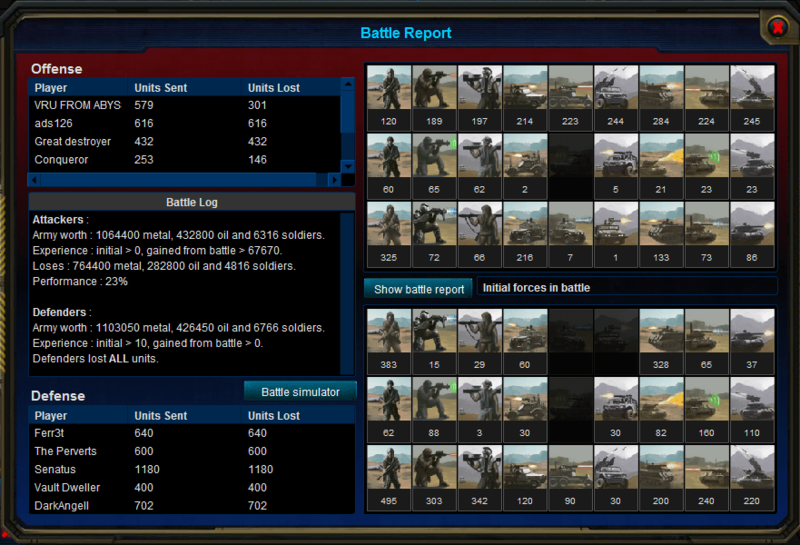 Battle Report
Offense
Player Units Sent Units Lost
VRU FROM ABYS 579 301
ads126 616 616
Great destroyer 432 432
Conqueror 253 146
Battle Log
Attackers :
Army worth : 1064400 metal, 432800 oil and 6316 soldiers.
Experience : initial > 0, gained from battle > 67670.
Loses : 764400 metal, 282800 oil and 4816 soldiers.
Performance : 23%
Defenders :
Army worth : 1103050 metal, 426450 oil and 6766 soldiers.
Experience : initial > 10, gained from battle > 0.
Defenders lost ALL units.
Defense
Battle simulator
Player Units Sent Units Lost
Ferr3t 640 640
The Perverts 600 600
Senatus 1180 1180
Vault Dweller 400 400
DarkAngell 702 702
120 189 197 214 223 244 284 224 245
60 65 62 2 5 21 23 23
325 72 66 216 7 1 133 73 86
Show battle report
Initial forces in battle
383 15 29 60 328 65 37
62 88 3 30 30 82 160 110
495 303 342 120 90 30 200 240 220